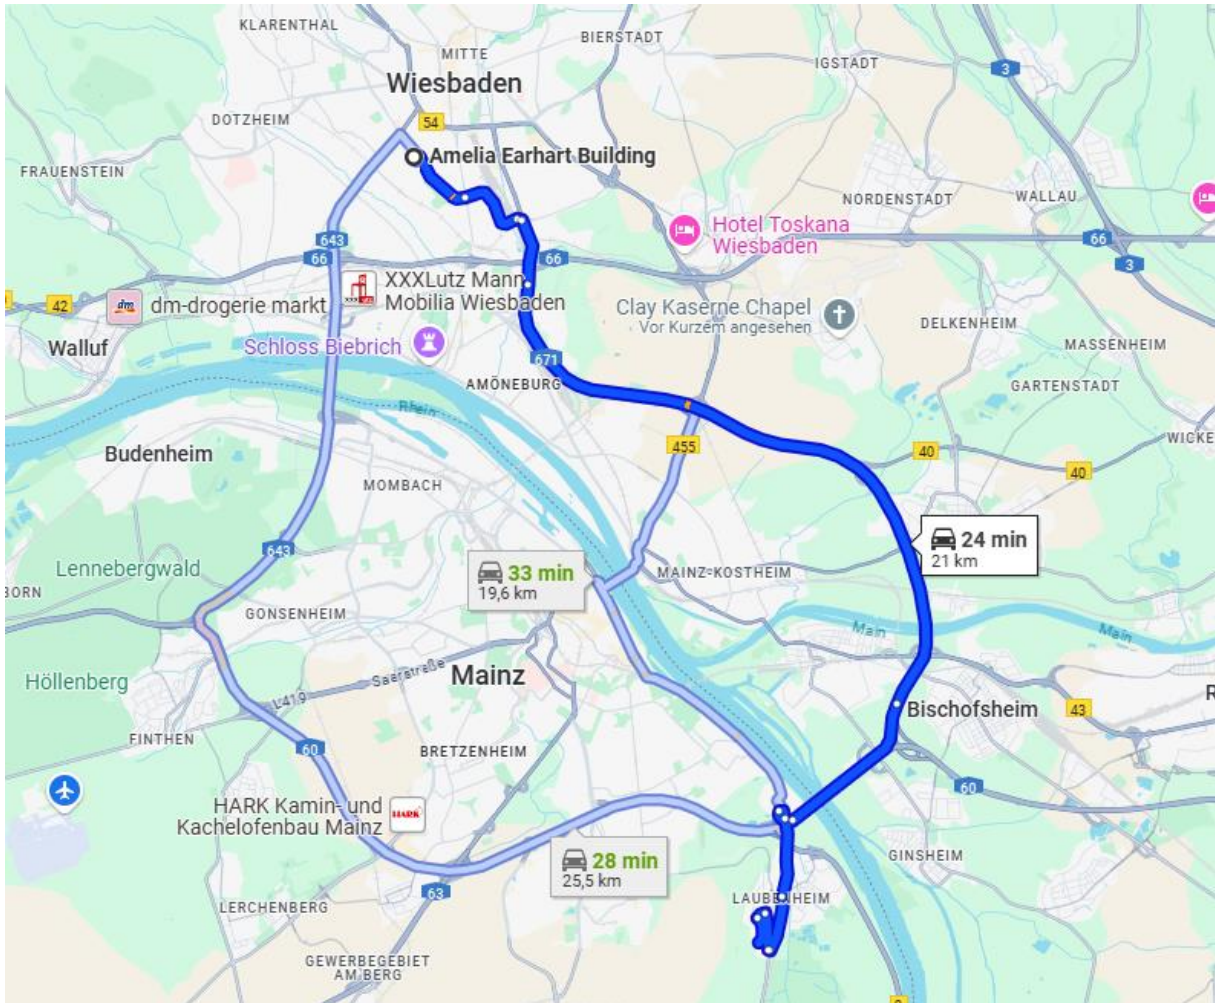 KLARENTHAL
BIERSTADT
MITTE
Wiesbaden
IGSTADT
3
54
DOTZHEIM
Amelia Earhart Building
FRAUENSTEIN
NORDENSTADT
WALLAU
Hotel Toskana
Wiesbaden
643
66
66
66
3
XXXLutz Mann
Mobilia Wiesbaden
42
dm
dm-drogerie markt
Clay Kaserne Chapel
Vor Kurzem angesehen
DELKENHEIM
Walluf
Schloss Biebrich
MASSENHEIM
671
AMÖNEBURG
GARTENSTADT
Rhein
WICKE
455
40
40
Budenheim
MOMBACH
643
24 min
21 km
Lennebergwald
33 min
19,6 km
MAINZ-KOSTHEIM
BORN
GONSENHEIM
Main
Main
Saarstraße
Mainz
Höllenberg
L419
R
Bischofsheim
43
FINTHEN
60
BRETZENHEIM
60
HARK Kamin- und
Kachelofenbau Mainz
HARK
28 min
25,5 km
GINSHEIM
63
LAUBENHEIM
LERCHENBERG
GEWERBEGEBIET
AM BERG